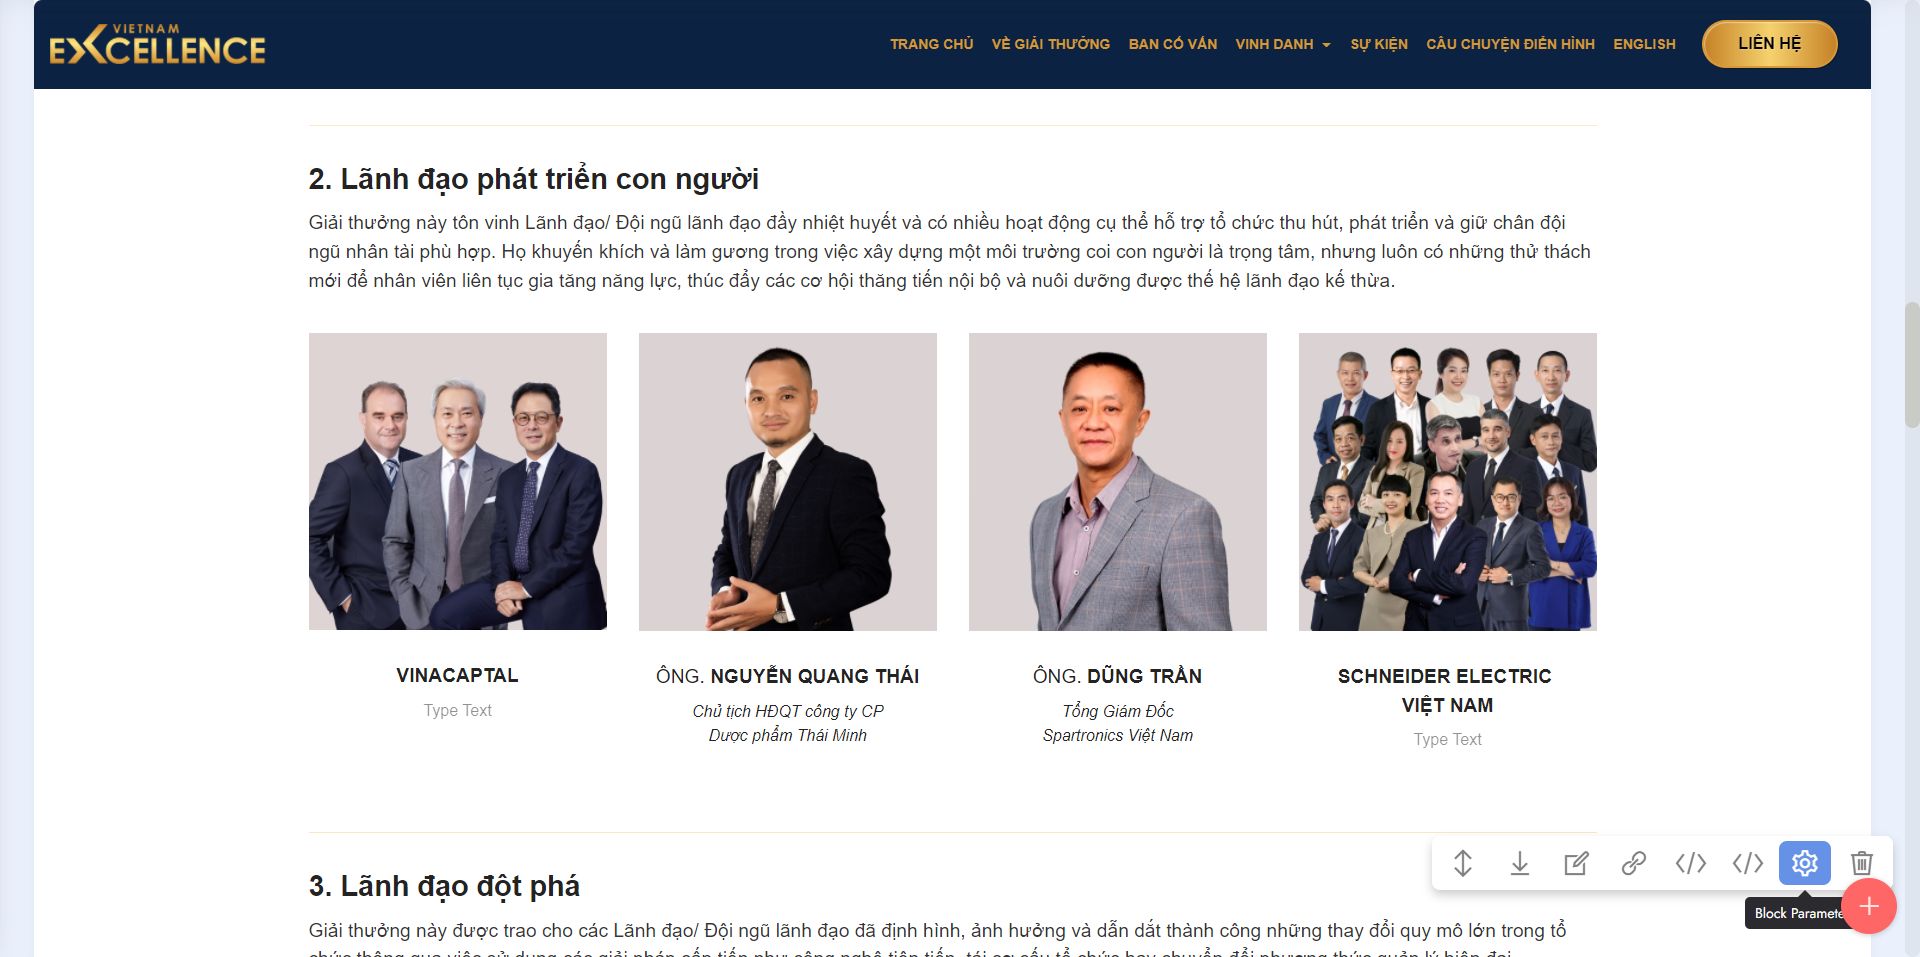 VIETNAM
EXCELLENCE
TRANG CHỦ VỀ GIẢI THƯỞNG BAN CỐ VẤN VINH DANH SỰ KIỆN CÂU CHUYỆN ĐIỂN HÌNH ENGLISH LIÊN HỆ
2. Lãnh đạo phát triển con người
Giải thưởng này tôn vinh Lãnh đạo/ Đội ngũ lãnh đạo đầy nhiệt huyết và có nhiều hoạt động cụ thể hỗ trợ tổ chức thu hút, phát triển và giữ chân đội
ngũ nhân tài phù hợp. Họ khuyến khích và làm gương trong việc xây dựng một môi trường coi con người là trọng tâm, nhưng luôn có những thử thách
mới để nhân viên liên tục gia tăng năng lực, thúc đẩy các cơ hội thăng tiến nội bộ và nuôi dưỡng được thế hệ lãnh đạo kế thừa.
VINACAPTAL
Type Text
ÔNG. NGUYỄN QUANG THÁI
Chủ tịch HĐQT công ty CP
Dược phẩm Thái Minh
ÔNG. DŨNG TRẦN
Tổng Giám Đốc
Spartronics Việt Nam
SCHNEIDER ELECTRIC
VIỆT NAM
Type Text
3. Lãnh đạo đột phá
Giải thưởng này được trao cho các Lãnh đạo/ Đội ngũ lãnh đạo đã định hình, ảnh hưởng và dẫn dắt thành công những thay đổi quy mô lớn trong tổ
Block Paramete